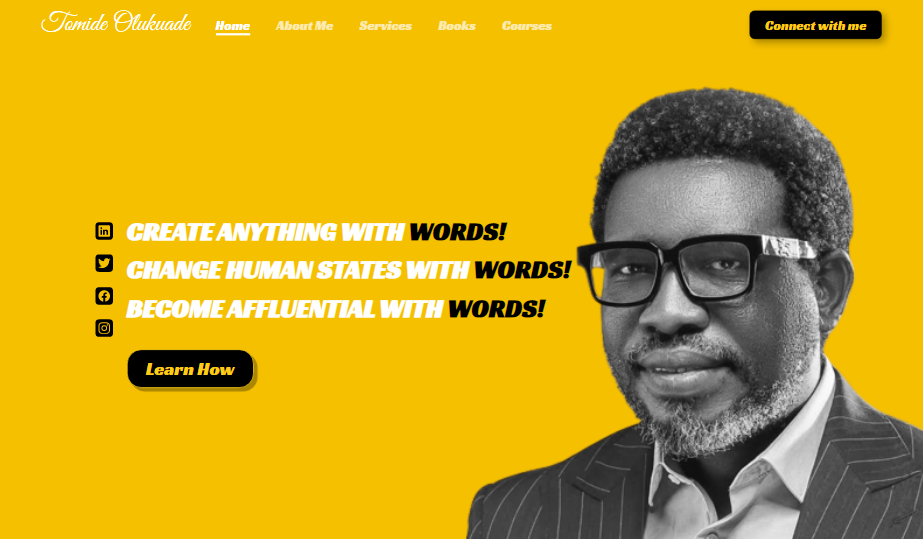 Tomide Olukuade Home About Me Services Books Courses Connect with me
CREATE ANYTHING WITH WORDS!
CHANGE HUMAN STATES WITH WORDS!
BECOME AFFLUENTIAL WITH WORDS!
Learn How